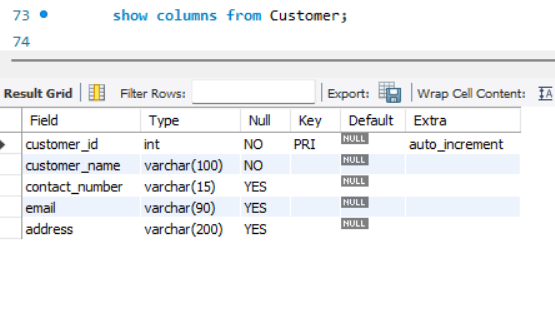 73 show columns from Customer;
74
Result Grid Filter Rows: Export: Wrap Cell Content: IA
Field Type Null Key Default Extra
customer_id int NO PRI NULL auto_increment
customer_name varchar(100) NO NULL
contact_number varchar(15) YES NULL
email varchar(90) YES NULL
address varchar(200) YES NULL